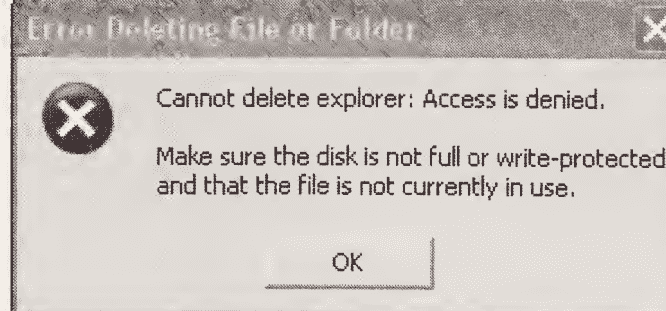 Error Deleting File or Folder
Cannot delete explorer: Access is denied.
Make sure the disk is not full or write-protected
and that the file is not currently in use.
OK